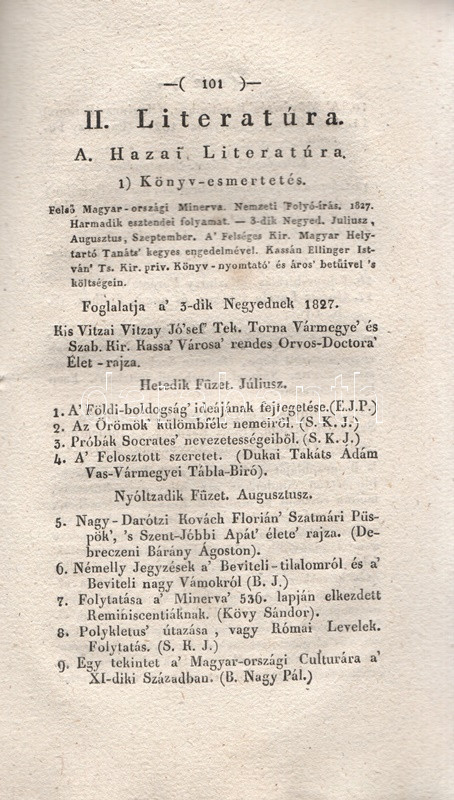 —( 101 )—
II. Literatúra.
A. Hazai Literatúra.
1) Könyv-esmertetés.
Felső Magyar-országi Minerva. Nemzeti Folyó-írás. 1827.
Harmadik esztendei folyamat. — 3-dik Negyed. Juliusz,
Augusztus, Szeptember. A' Felséges Kir. Magyar Hely-
tartó Tanáts' kegyes engedelmével. Kassán Ellinger Ist-
ván' Ts. Kir. priv. Könyv-nyomtató' és áros' betűivel 's
költségein.
Foglalatja a' 3-dik Negyednek 1827.
Kis Vitzai Vitzay Jó'sef' Tek. Torna Vármegye' és
Szab. Kir. Kassa' Városa' rendes Orvos-Doctora'
Élet-rajza.
Hetedik Füzet. Júliusz.
1. A' Földi-boldogság' ideájának fejtegetése.(E.J.P.)
2. Az Örömök' külömbféle nemeiről. (S. K. J.)
3. Próbák Socrates' nevezetességeiből. (S. K. J.)
4. A' Felosztott szeretet. (Dukai Takáts Ádám
Vas-Vármegyei Tábla-Biró).
Nyóltzadik Füzet. Augusztusz.
5. Nagy-Darótzi Kovách Florián' Szatmári Püs-
pök', 's Szent-Jóbbi Apát' élete' rajza. (De-
breczeni Bárány Ágoston).
6. Némelly Jegyzések a' Beviteli-tilalomról és a'
Beviteli nagy Vámokról (B. J.)
7. Folytatása a' Minerva' 536. lapján elkezdett
Reminiscentiáknak. (Kövy Sándor).
8. Polykletus' útazása, vagy Római Levelek.
Folytatás. (S. K. J.)
9. Egy tekintet a' Magyar-országi Culturára a'
XI-diki Században. (B. Nagy Pál.)